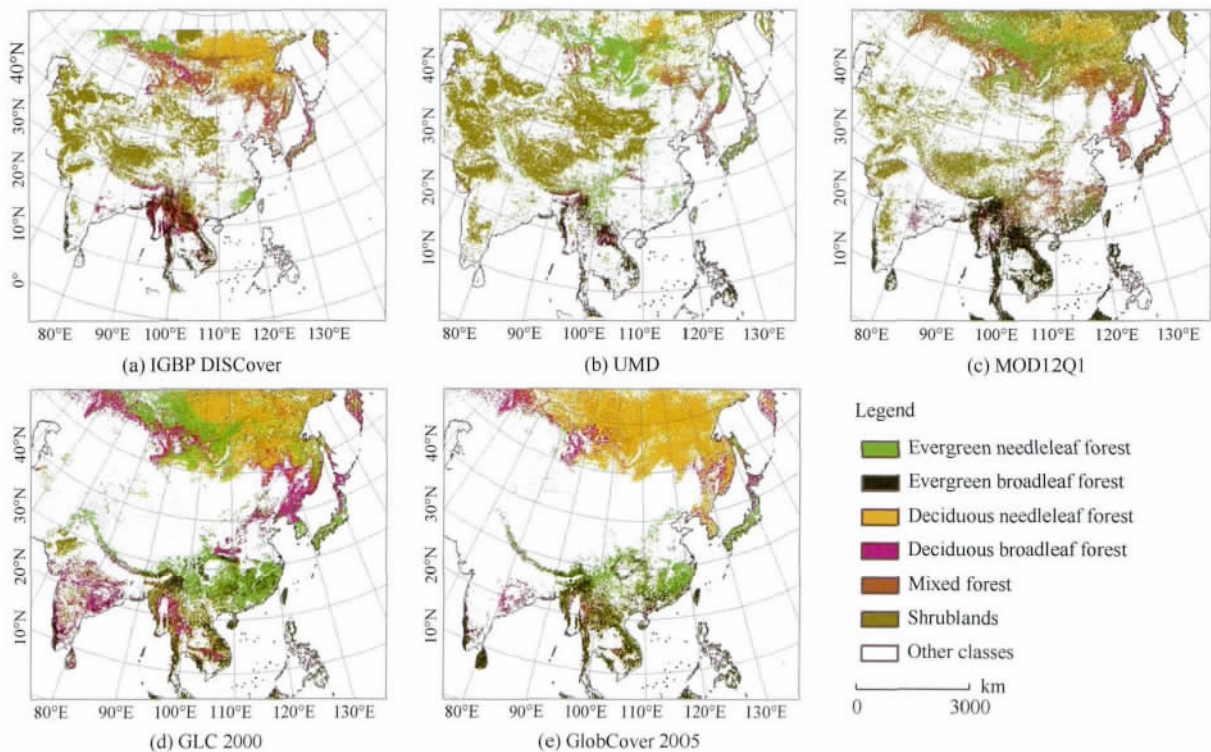 40°N
30°N
20°N
10°N
0°
80°E 90°E 100°E 110°E 120°E 130°E
(a) IGBP DISCover
40°N
30°N
20°N
10°N
80°E 90°E 100°E 110°E 120°E 130°E
(b) UMD
40°N
30°N
20°N
10°N
80°E 90°E 100°E 110°E 120°E 130°E
(c) MOD12Q1
40°N
30°N
20°N
10°N
80°E 90°E 100°E 110°E 120°E 130°E
(d) GLC 2000
40°N
30°N
20°N
10°N
80°E 90°E 100°E 110°E 120°E 130°E
(e) GlobCover 2005
Legend
Evergreen needleleaf forest
Evergreen broadleaf forest
Deciduous needleleaf forest
Deciduous broadleaf forest
Mixed forest
Shrublands
Other classes
km
0 3000